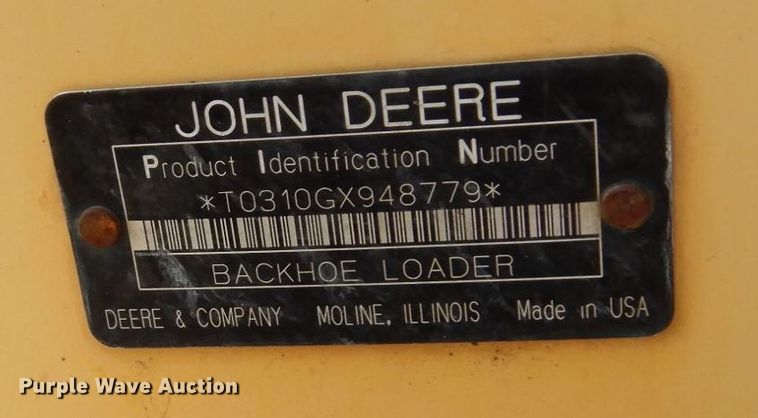 JOHN DEERE
Product Identification Number
*T0310GX948779*
BACKHOE LOADER
DEERE & COMPANY MOLINE, ILLINOIS Made in USA
Purple Wave Auction